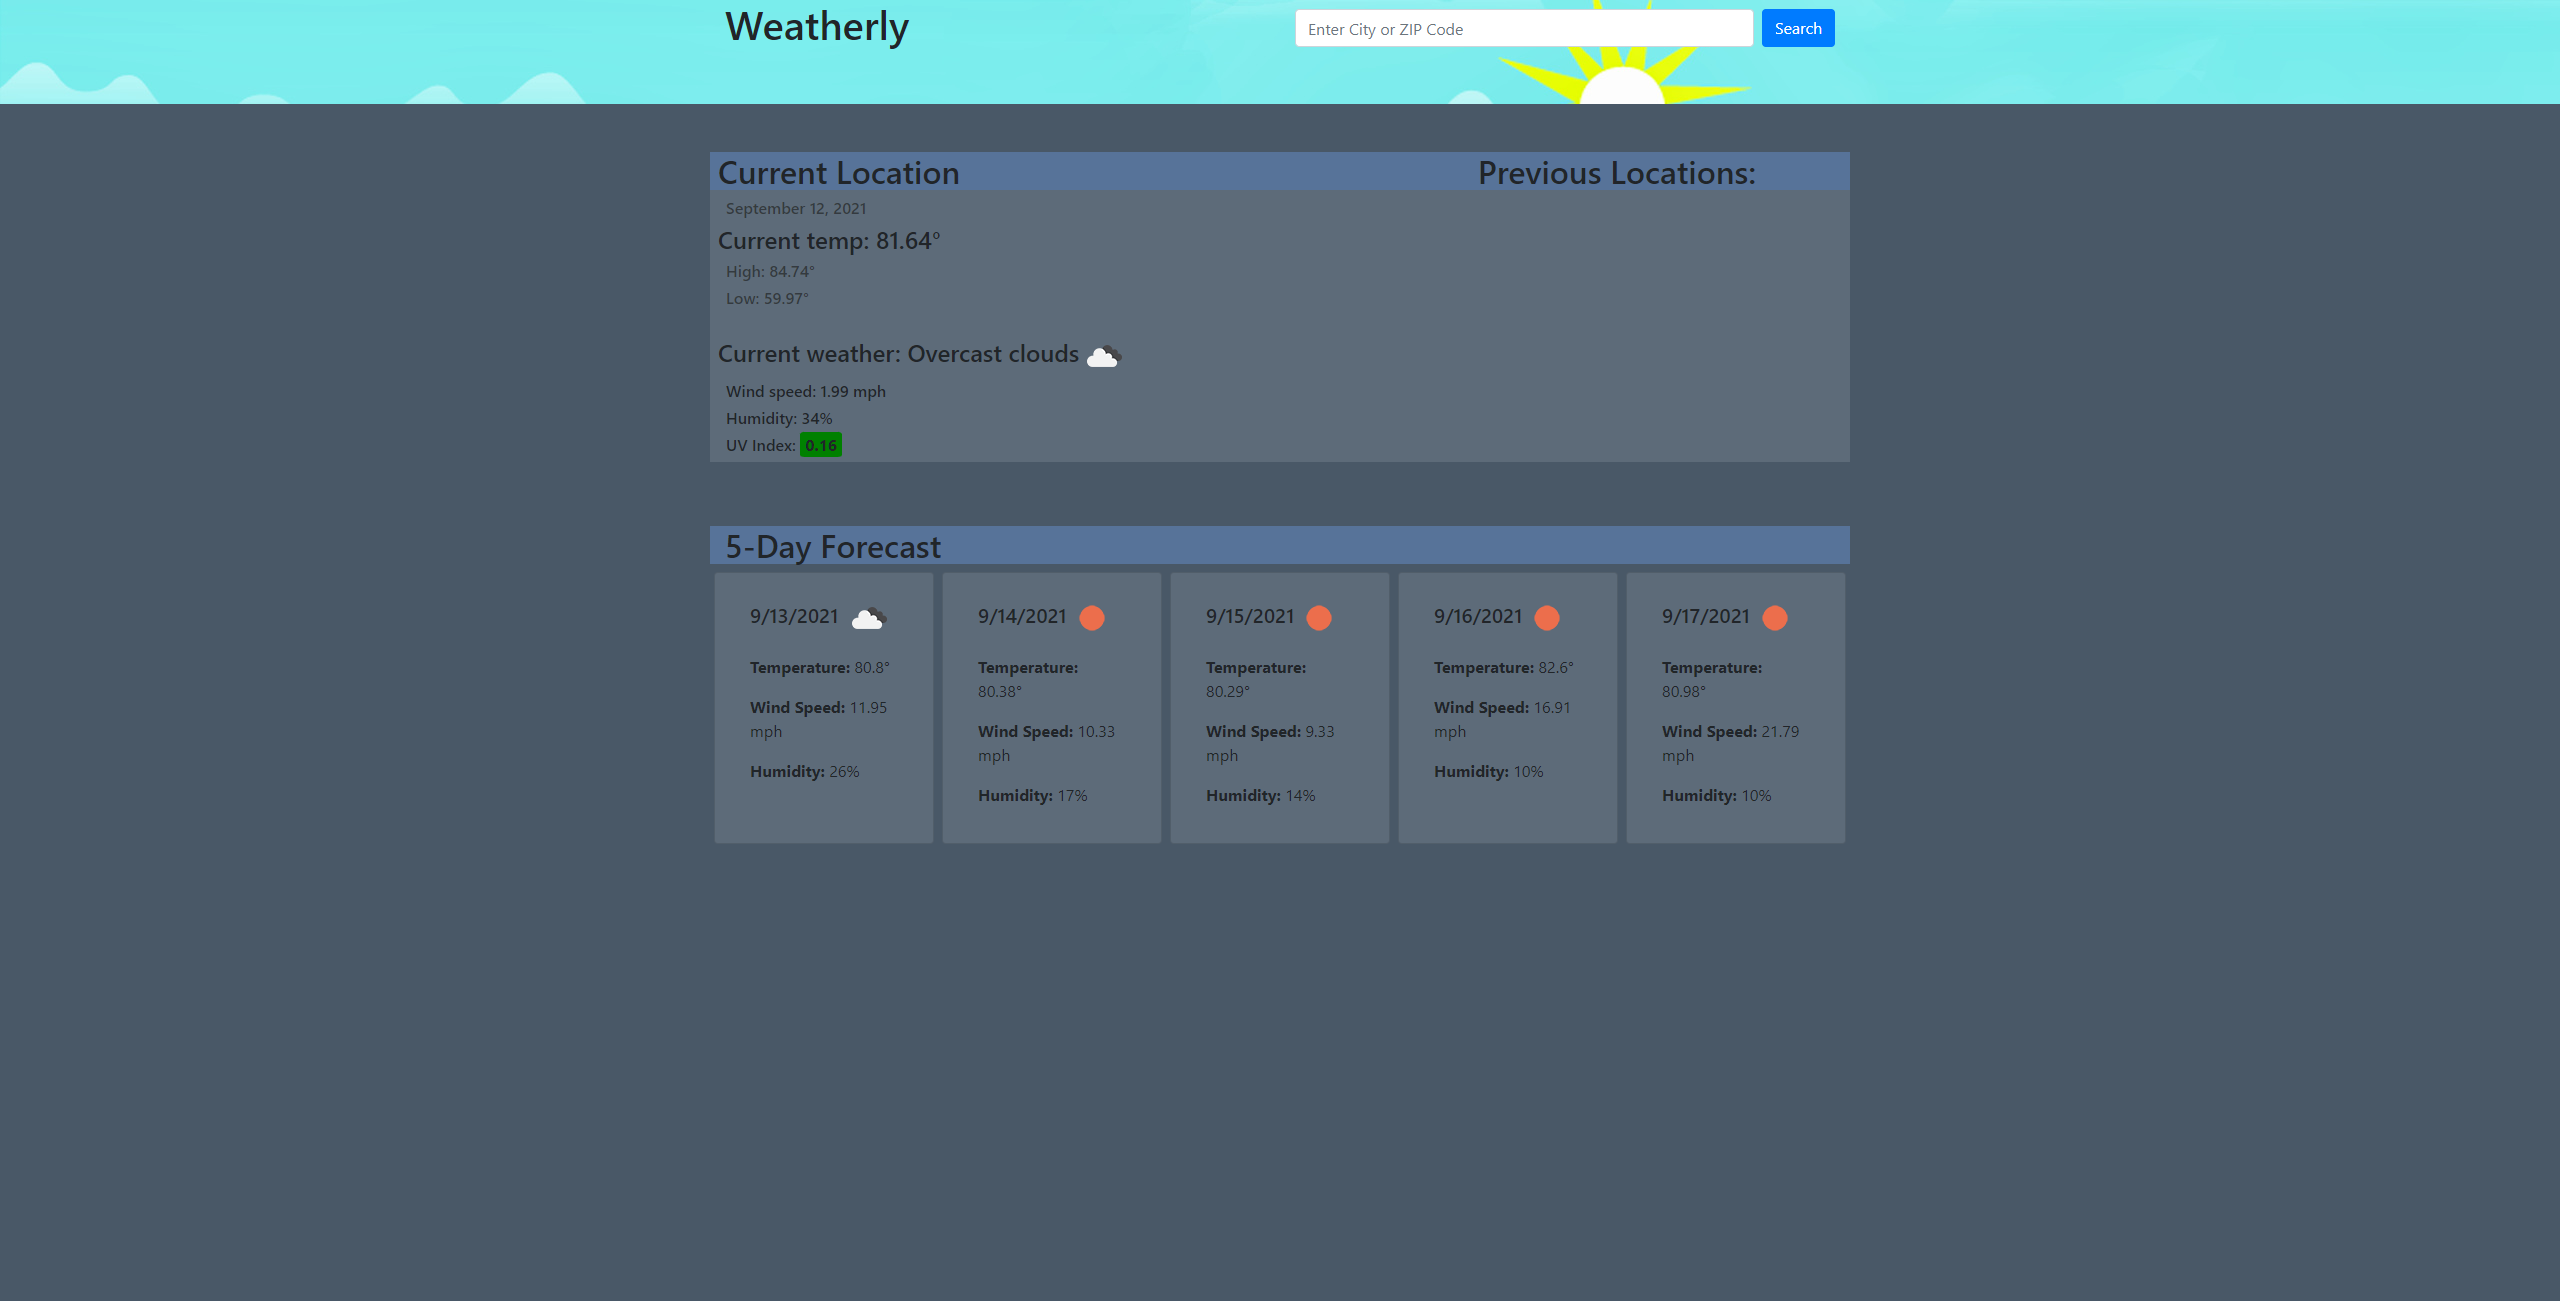 Weatherly
Enter City or ZIP Code
Search
Current Location
Previous Locations:
September 12, 2021
Current temp: 81.64°
High: 84.74°
Low: 59.97°
Current weather: Overcast clouds
Wind speed: 1.99 mph
Humidity: 34%
UV Index: 0.16
5-Day Forecast
9/13/2021
Temperature: 80.8°
Wind Speed: 11.95
mph
Humidity: 26%
9/14/2021
Temperature:
80.38°
Wind Speed: 10.33
mph
Humidity: 17%
9/15/2021
Temperature:
80.29°
Wind Speed: 9.33
mph
Humidity: 14%
9/16/2021
Temperature: 82.6°
Wind Speed: 16.91
mph
Humidity: 10%
9/17/2021
Temperature:
80.98°
Wind Speed: 21.79
mph
Humidity: 10%